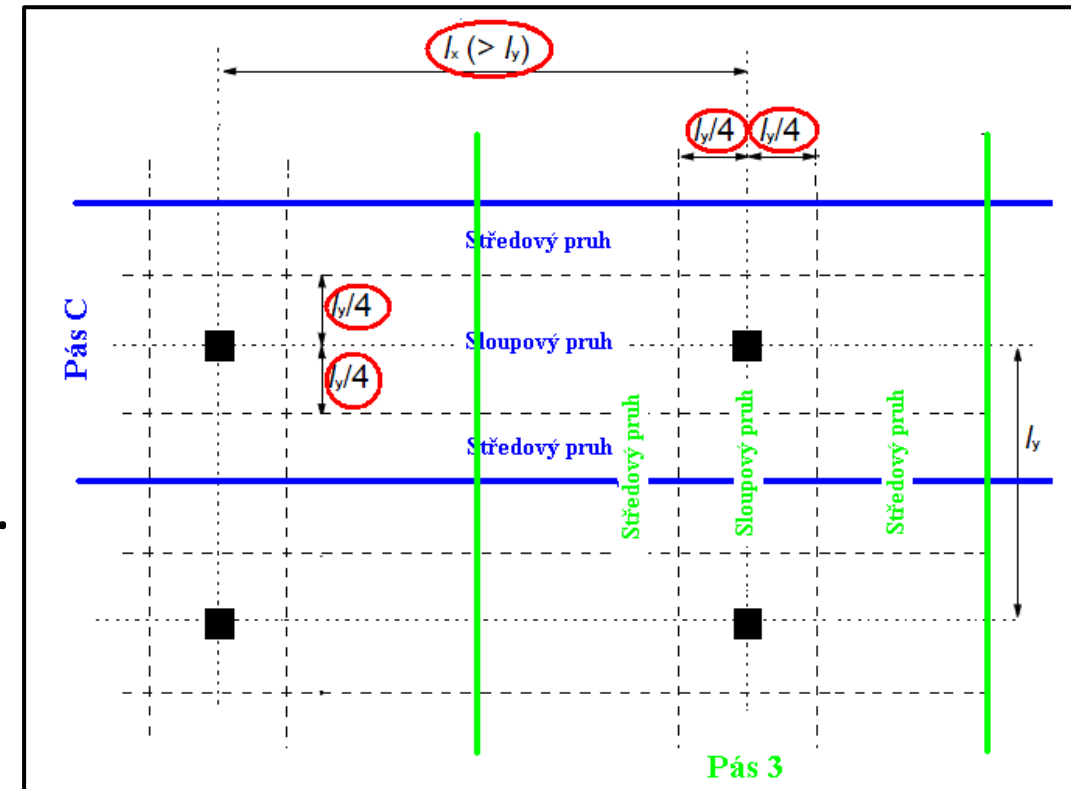 lx (> ly)
ly/4 ly/4
Středový pruh
ly/4
Pás C
Sloupový pruh
ly/4
Středový pruh
ly
Středový pruh
Sloupový pruh
Středový pruh
Pás 3